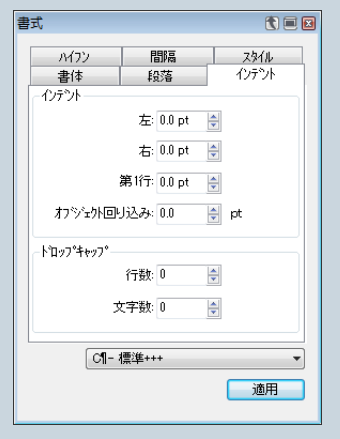 書式
ﾊｲﾌﾝ 間隔 ｽﾀｲﾙ
書体 段落 ｲﾝﾃﾞﾝﾄ
ｲﾝﾃﾞﾝﾄ
左: 0.0 pt
右: 0.0 pt
第1行: 0.0 pt
ｵﾌﾞｼﾞｪｸﾄ回り込み: 0.0 pt
ﾄﾞﾛｯﾌﾟｷｬｯﾌﾟ
行数: 0
文字数: 0
C¶- 標準+++
適用